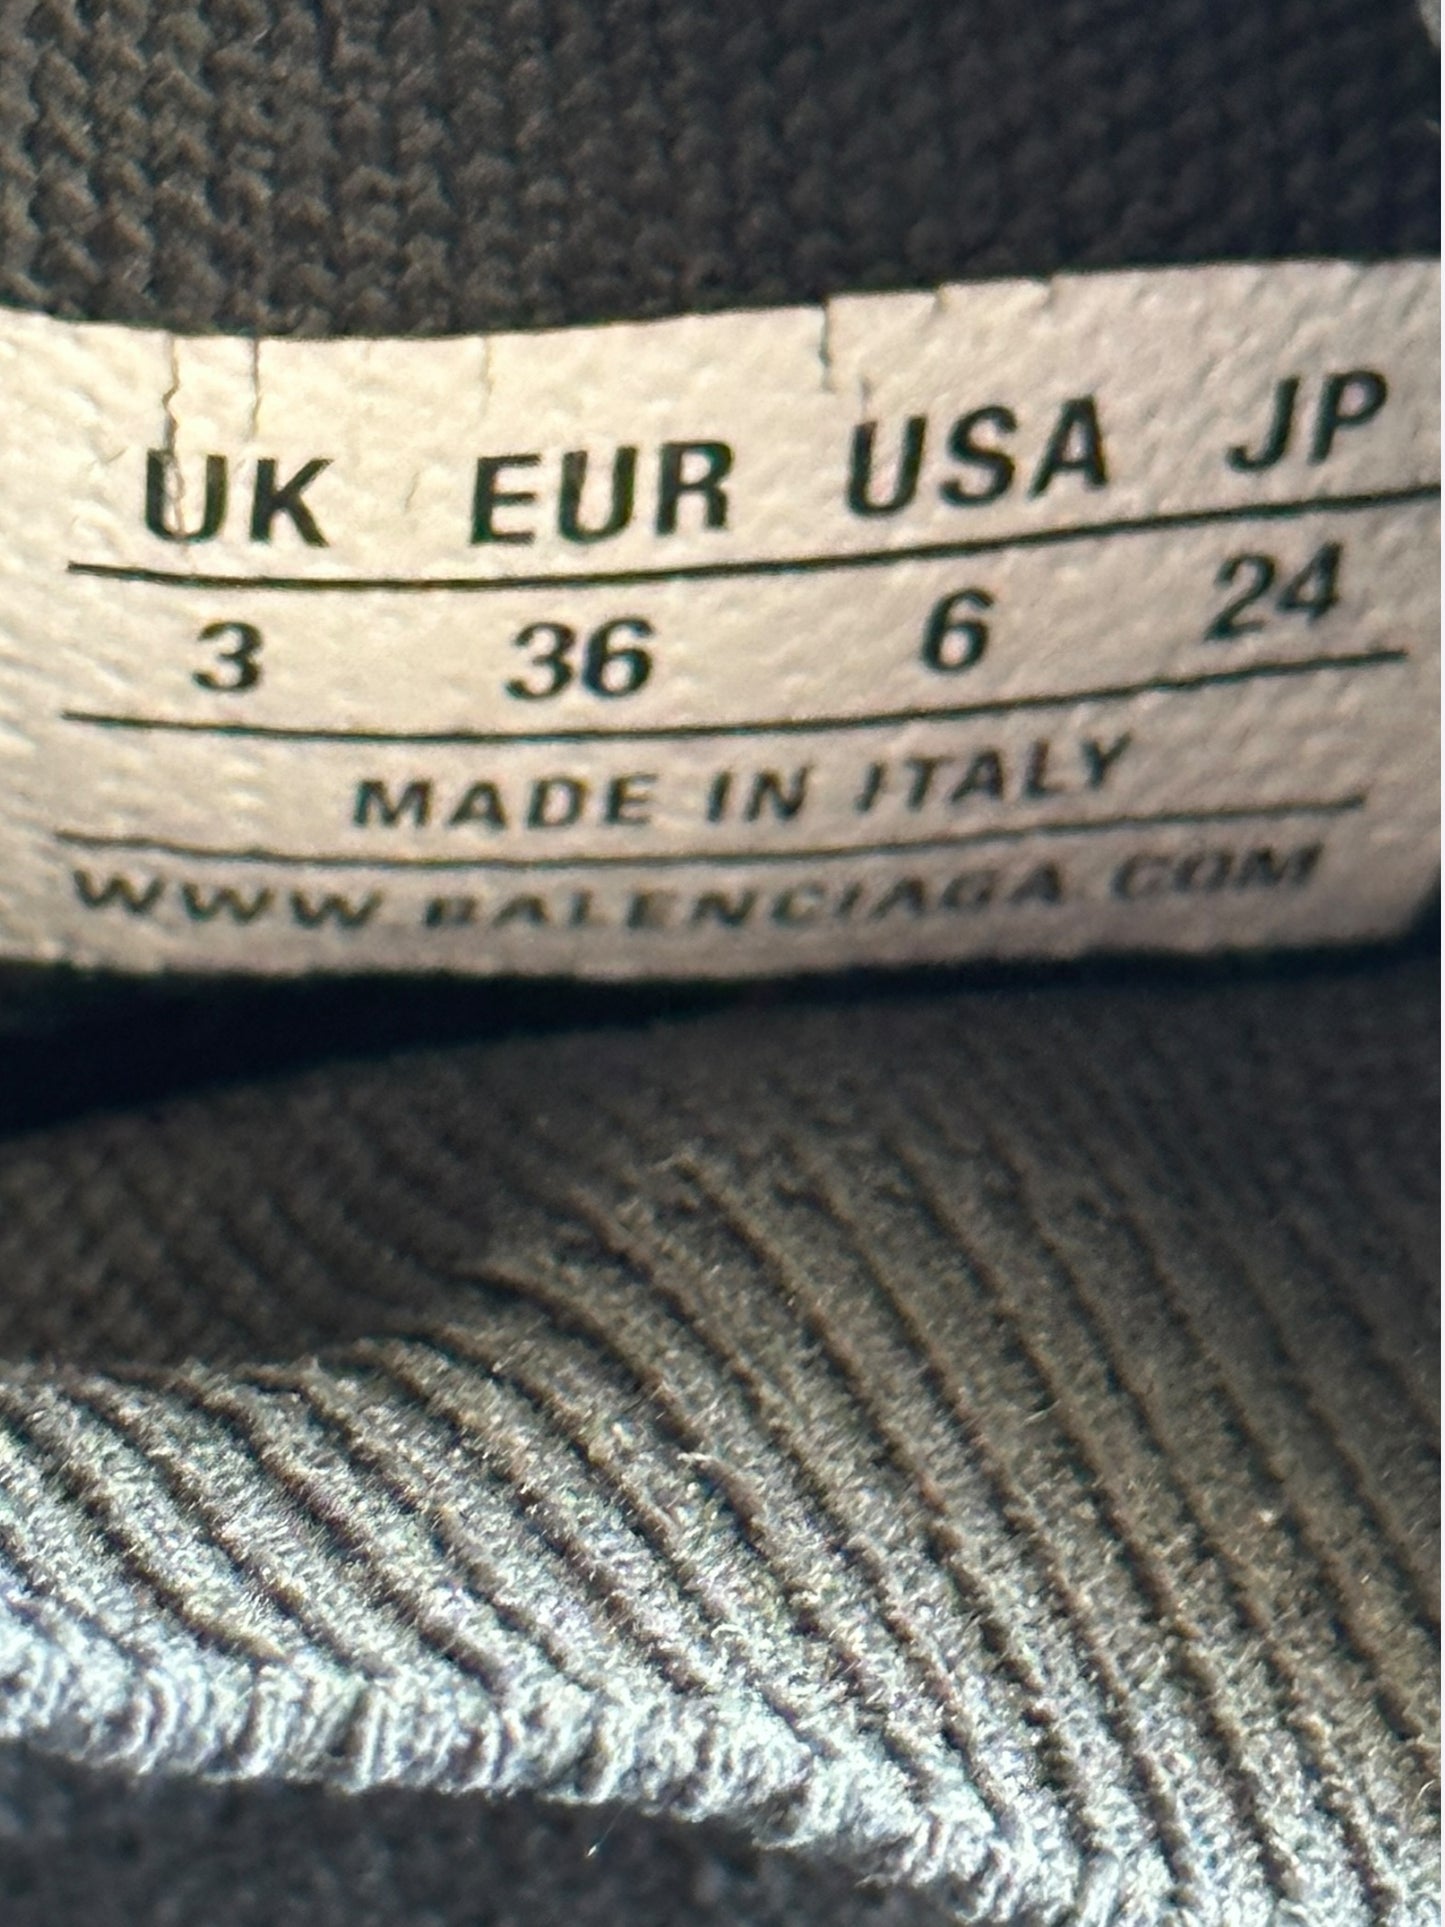 UK EUR USA JP
3 36 6 24
MADE IN ITALY
WWW.BALENCIAGA.COM